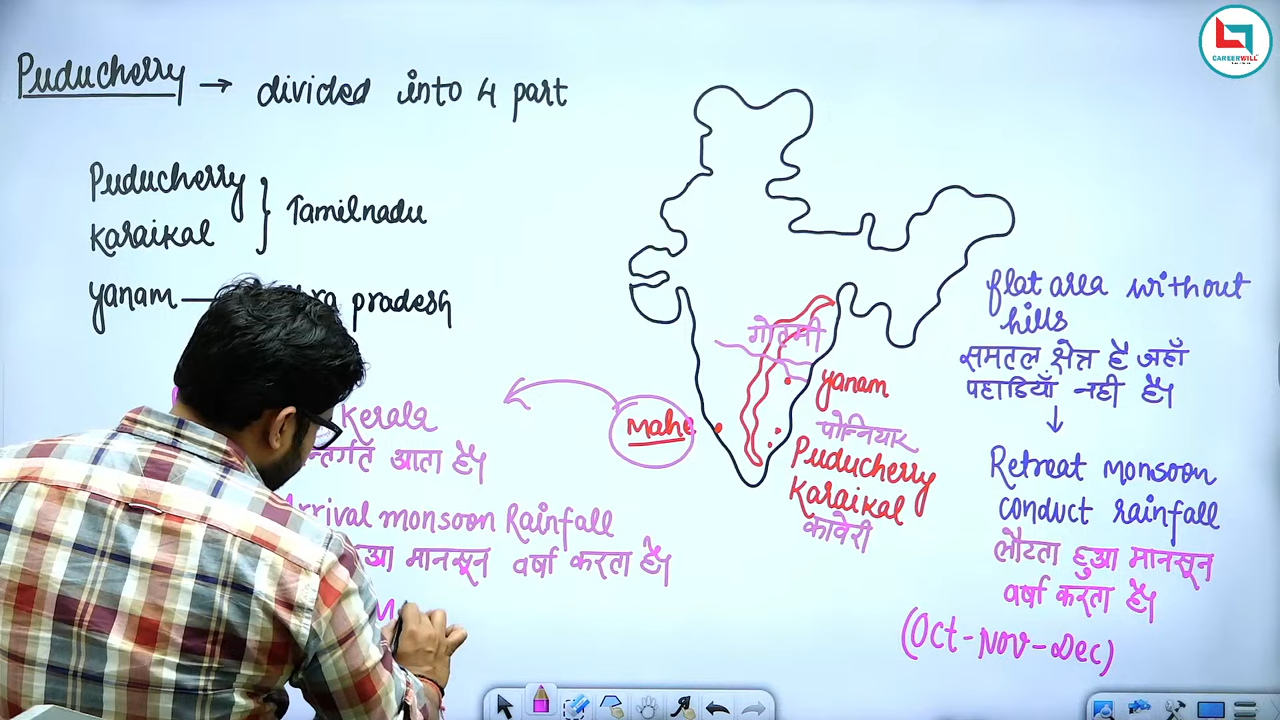 Puducherry → divided into 4 part
Puducherry
Karaikal
} Tamilnadu
yanam — pradesh
Kerala
आता है।
Arrival monsoon Rainfall
हुआ मानसून वर्षा करता है।
गोतमी
yanam
Mahe
पोन्नियार
Puducherry
Karaikal
कावेरी
flat area without
hills
समतल क्षेत्र है जहाँ
पहाडियाँ नही है।
↓
Retreat monsoon
conduct rainfall
लौटता हुआ मानसून
वर्षा करता है।
(Oct-Nov-Dec)
CAREERWILL